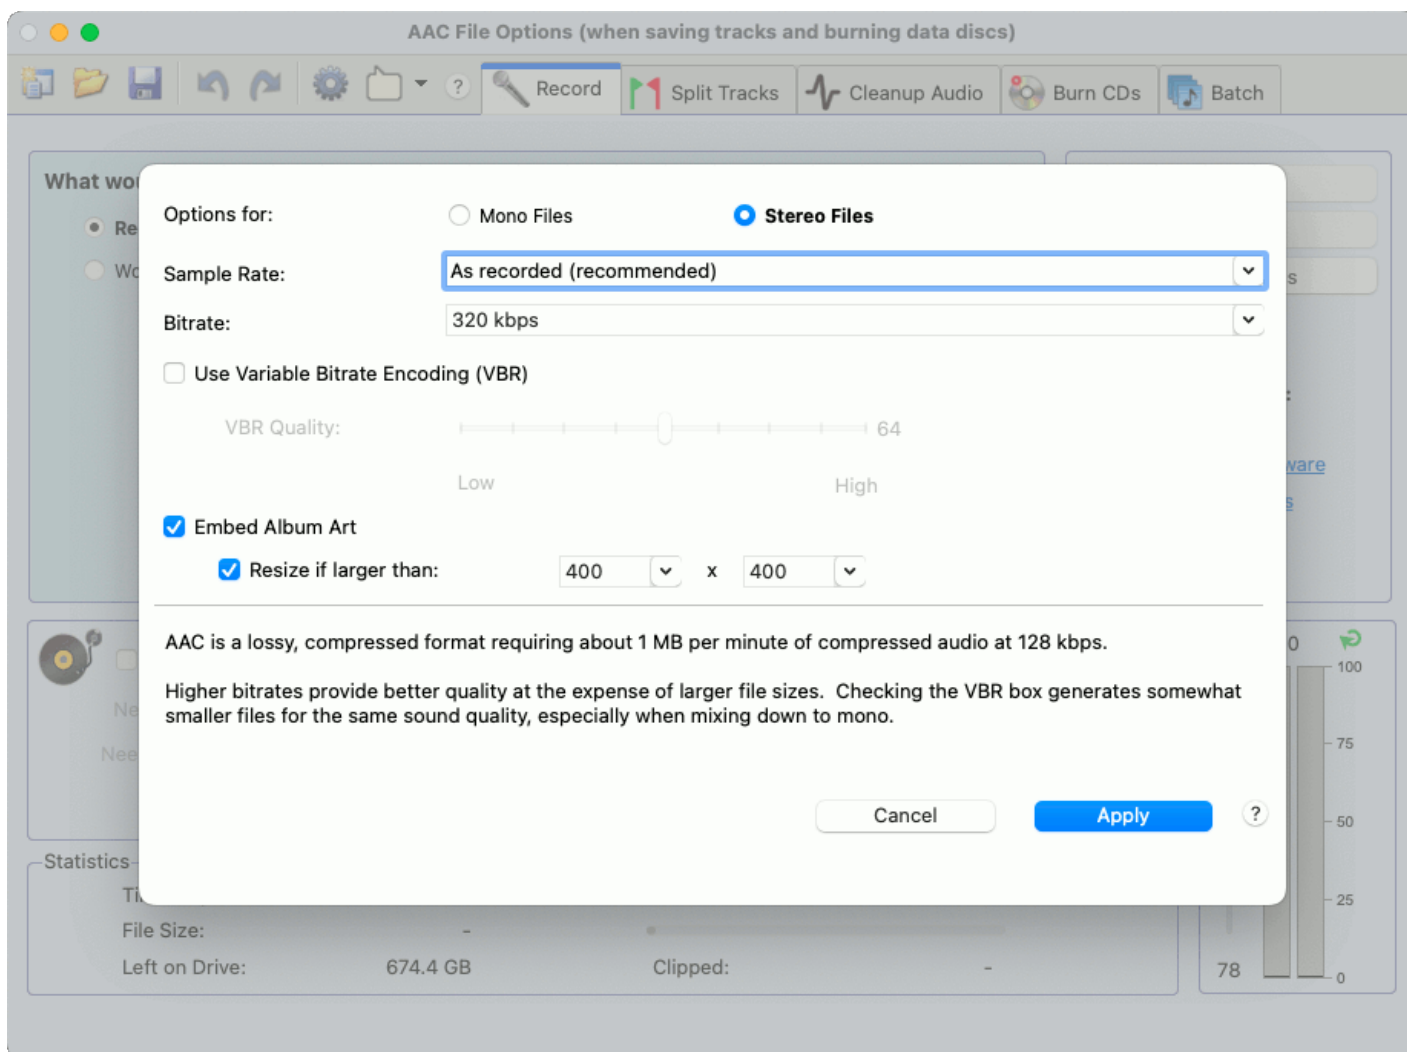 AAC File Options (when saving tracks and burning data discs)
? Record Split Tracks Cleanup Audio Burn CDs Batch
What wou
Re
Wo
Options for: Mono Files Stereo Files
Sample Rate: As recorded (recommended)
s
Bitrate: 320 kbps
Use Variable Bitrate Encoding (VBR)
VBR Quality: 64
Low High
ware
s
Embed Album Art
Resize if larger than: 400 x 400
AAC is a lossy, compressed format requiring about 1 MB per minute of compressed audio at 128 kbps.
Higher bitrates provide better quality at the expense of larger file sizes. Checking the VBR box generates somewhat
smaller files for the same sound quality, especially when mixing down to mono.
Cancel Apply ?
Ne
Nee
0
100
75
50
25
0
78
Statistics
Ti
File Size: -
Left on Drive: 674.4 GB Clipped: -